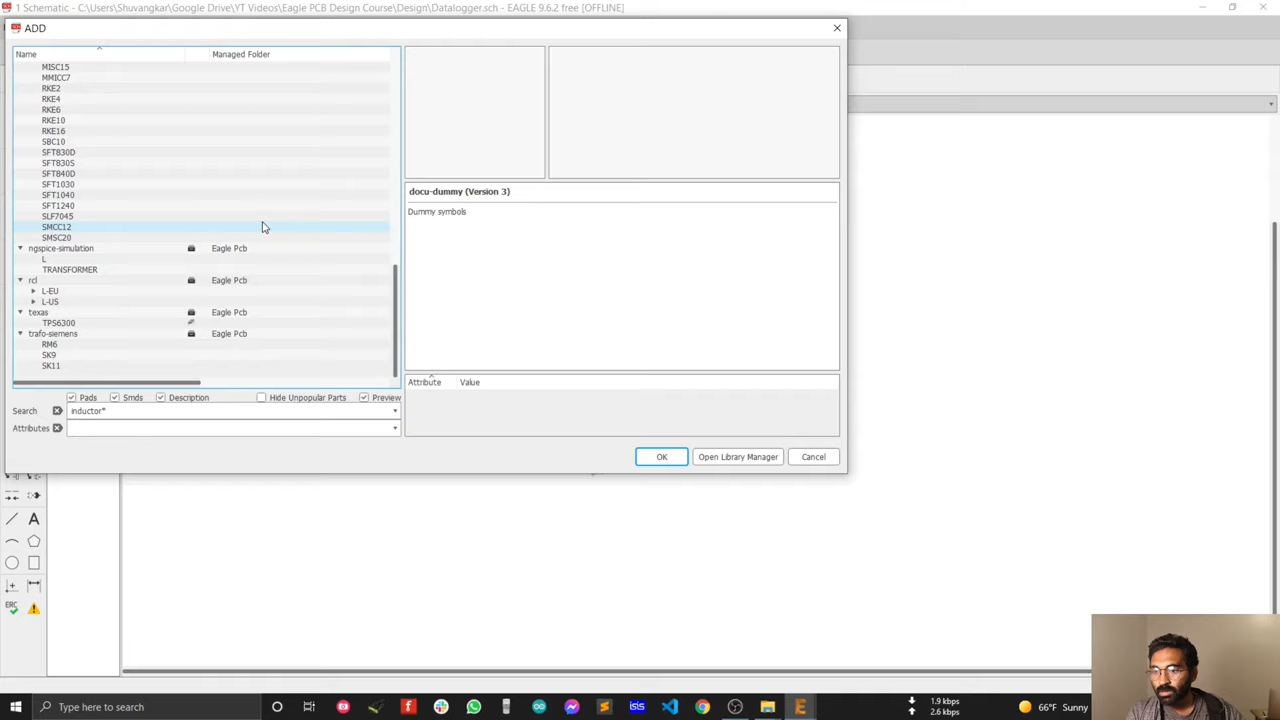 1 Schematic - C:\Users\Shuvangkar\Google Drive\YT Videos\Eagle PCB Design Course\Design\Datalogger.sch - EAGLE 9.6.2 free [OFFLINE]
ADD
Name Managed Folder
MISC15
MMICC7
RKE2
RKE4
RKE6
RKE10
RKE16
SBC10
SFT830D
SFT830S
SFT840D
SFT1030
SFT1040
SFT1240
SLF7045
SMCC12
SMSC20
ngspice-simulation Eagle Pcb
L
TRANSFORMER
rcl Eagle Pcb
L-EU
L-US
texas Eagle Pcb
TPS6300
trafo-siemens Eagle Pcb
RM6
SK9
SK11
docu-dummy (Version 3)
Dummy symbols
Attribute Value
Pads Smds Description Hide Unpopular Parts Preview
Search inductor*
Attributes
OK Open Library Manager Cancel
A
ERC
Type here to search
1.9 kbps
2.6 kbps
66°F Sunny